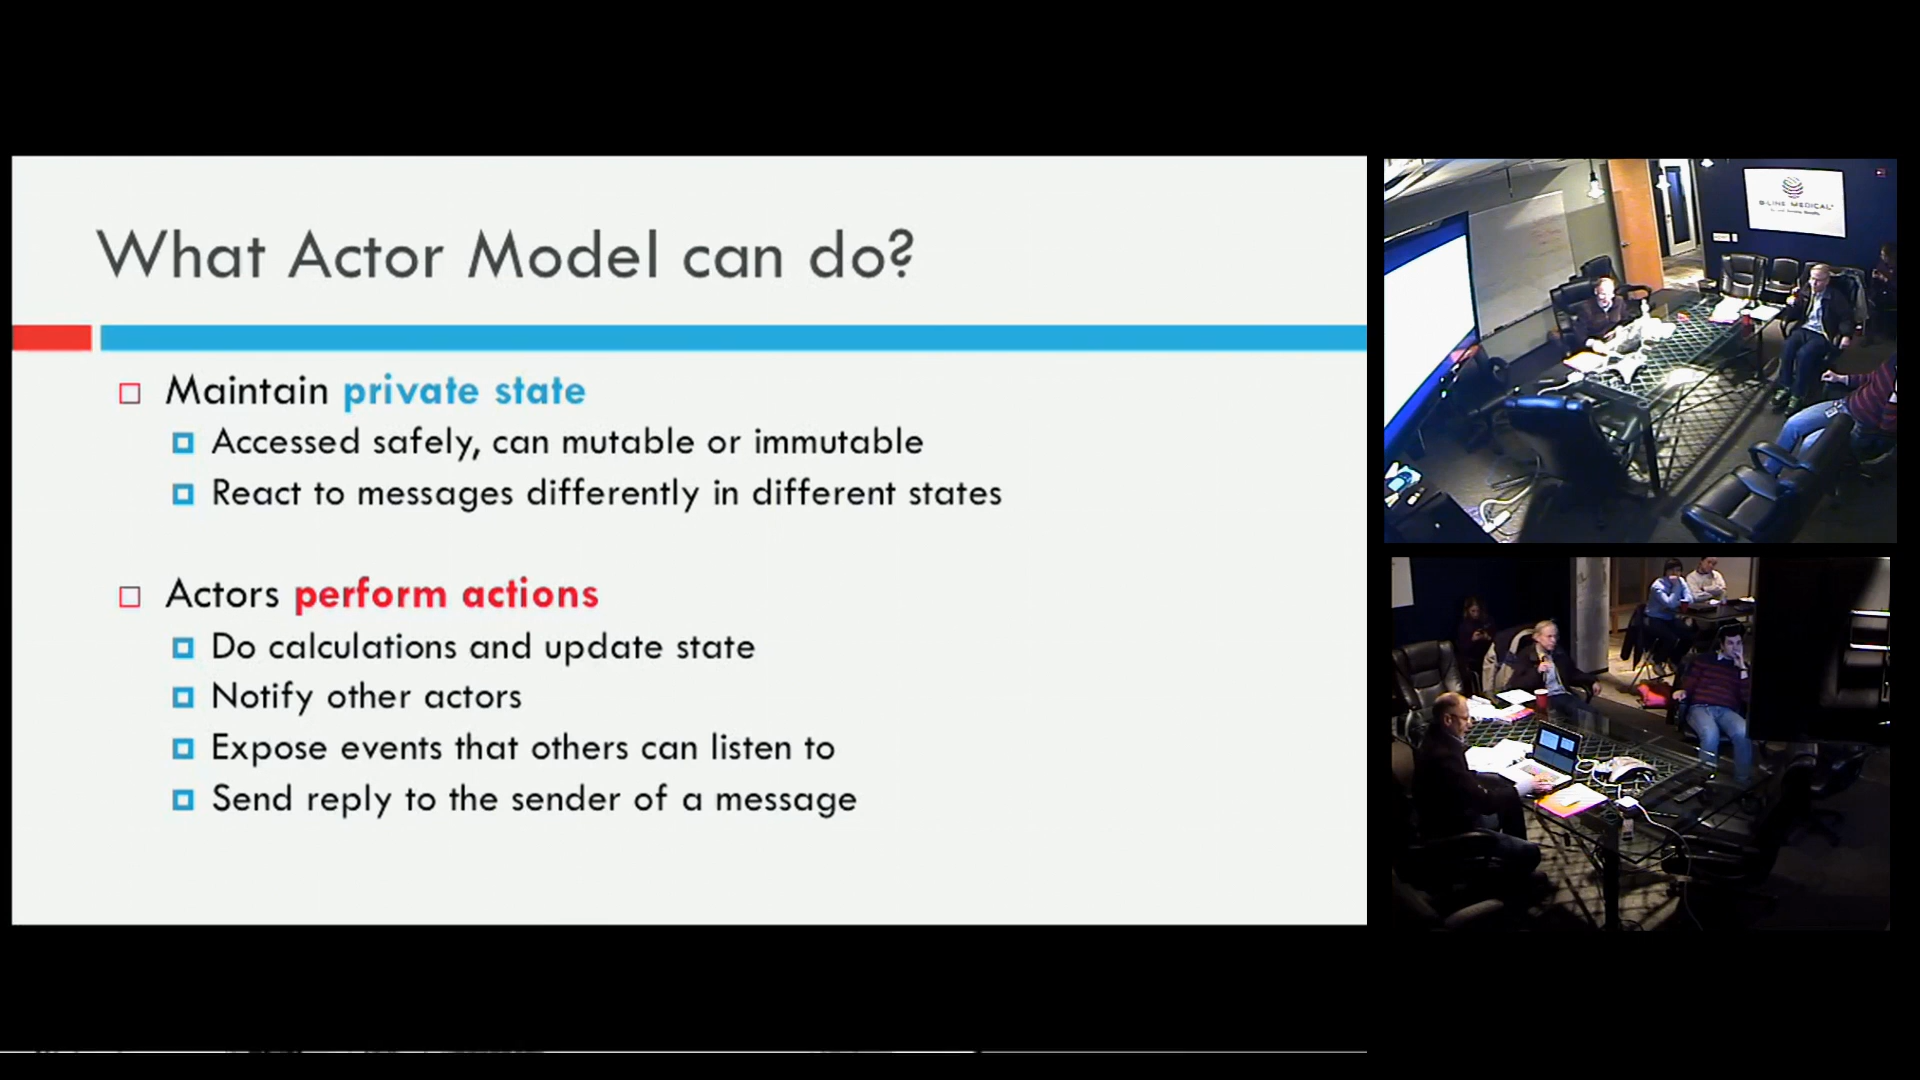 What Actor Model can do?
Maintain private state
Accessed safely, can mutable or immutable
React to messages differently in different states
Actors perform actions
Do calculations and update state
Notify other actors
Expose events that others can listen to
Send reply to the sender of a message
B-LINE MEDICAL